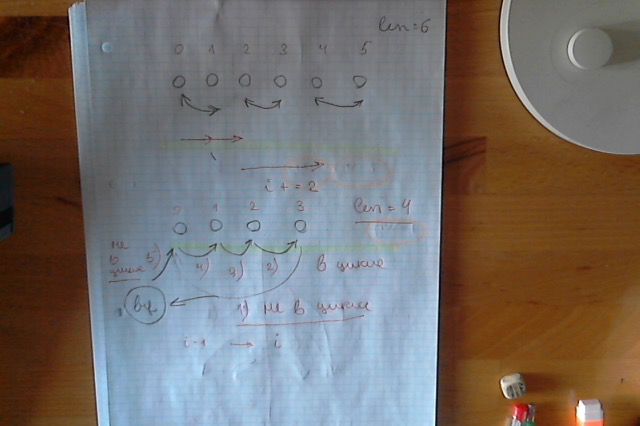 len = 6
0 1 2 3 4 5
i
i + = 2
0 1 2 3
len = 4
не в цикле
5) 4) 3) 2) в цикле
buf
1) не в цикле
i-1 → i